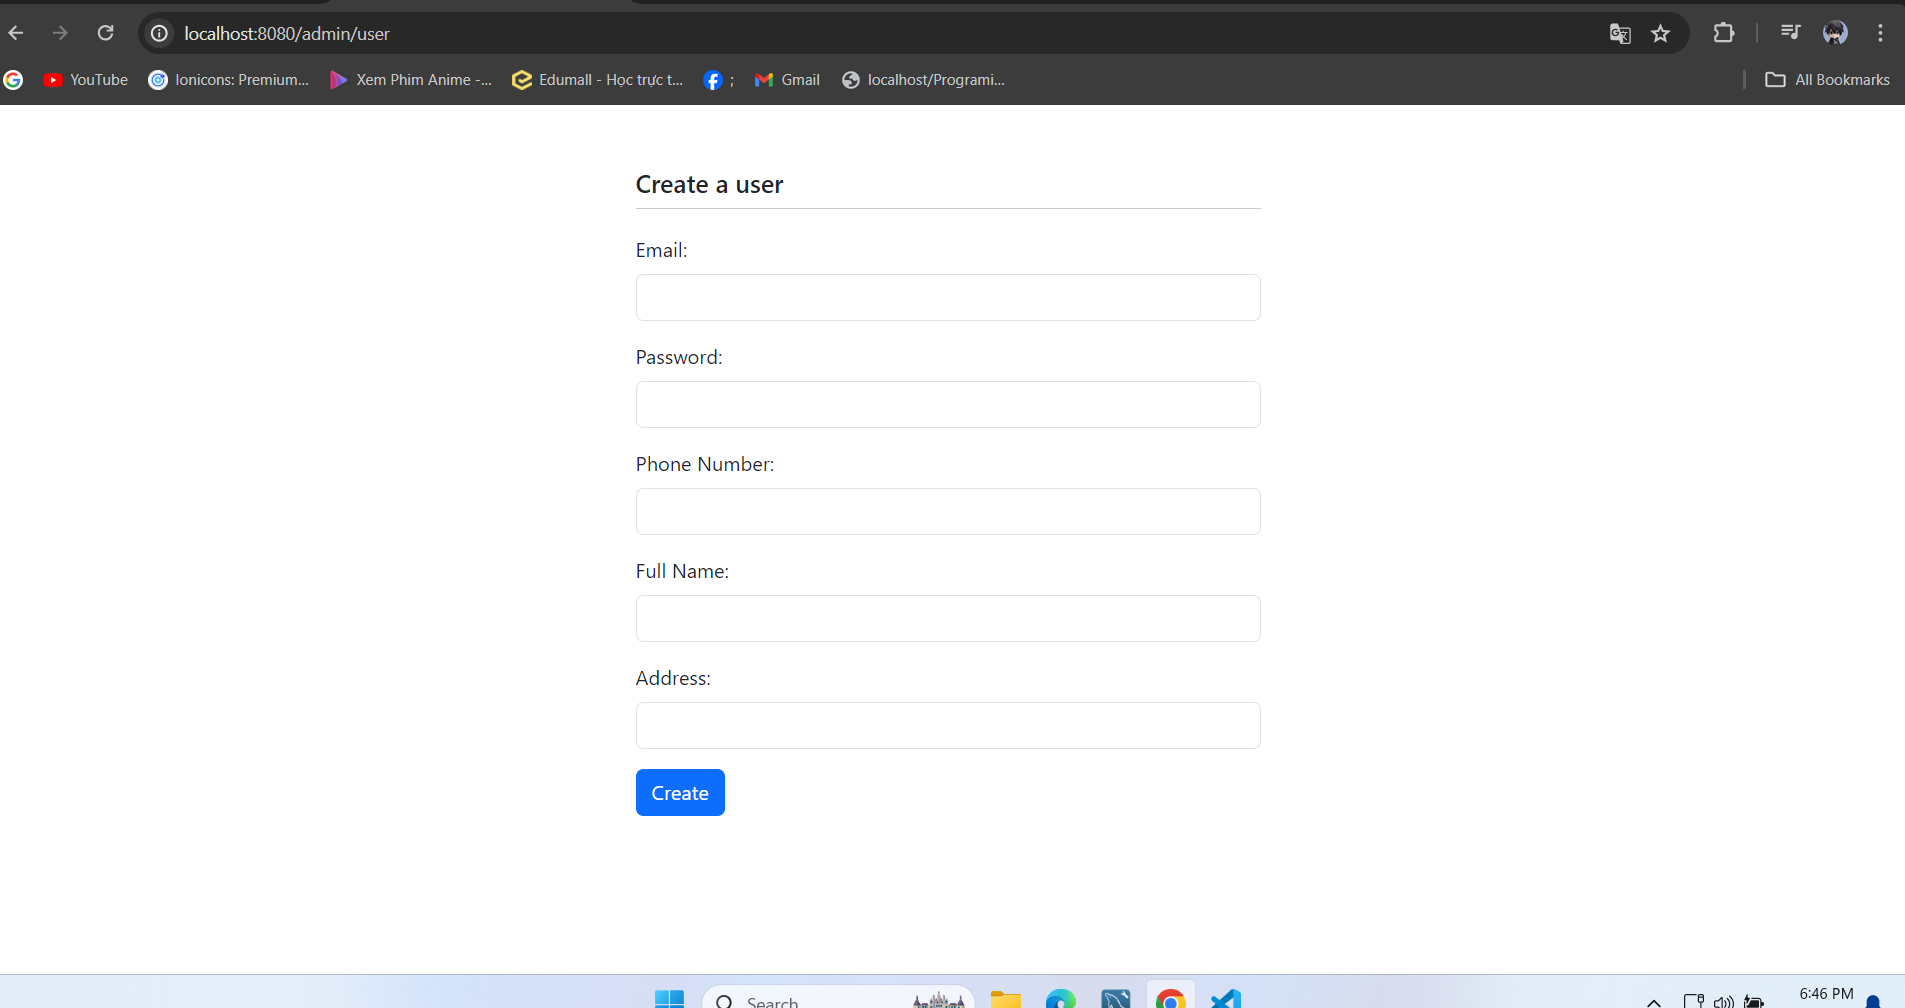 localhost:8080/admin/user
YouTube Ionicons: Premium... Xem Phim Anime -... Edumall - Học trực t... ; Gmail localhost/Programi... All Bookmarks
Create a user
Email:
Password:
Phone Number:
Full Name:
Address:
Create
Search
6:46 PM